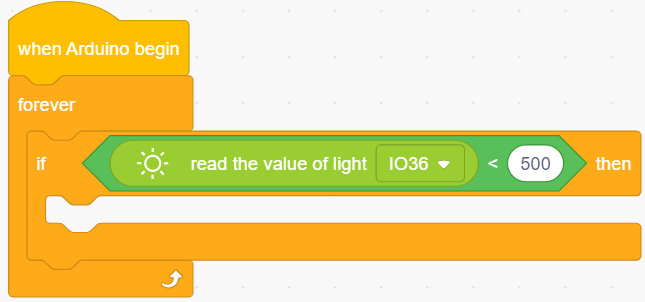 when Arduino begin
forever
if read the value of light IO36 < 500 then